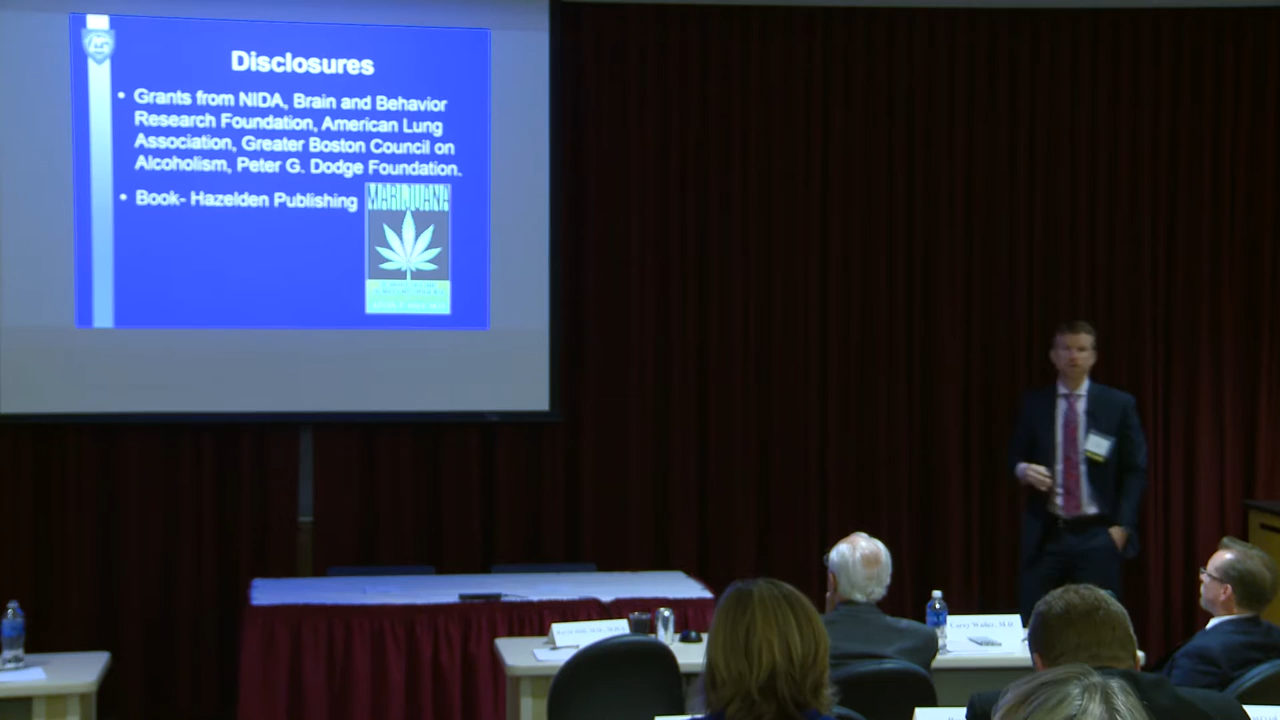 Disclosures
• Grants from NIDA, Brain and Behavior
Research Foundation, American Lung
Association, Greater Boston Council on
Alcoholism, Peter G. Dodge Foundation.
• Book- Hazelden Publishing
MARIJUANA
M.D.